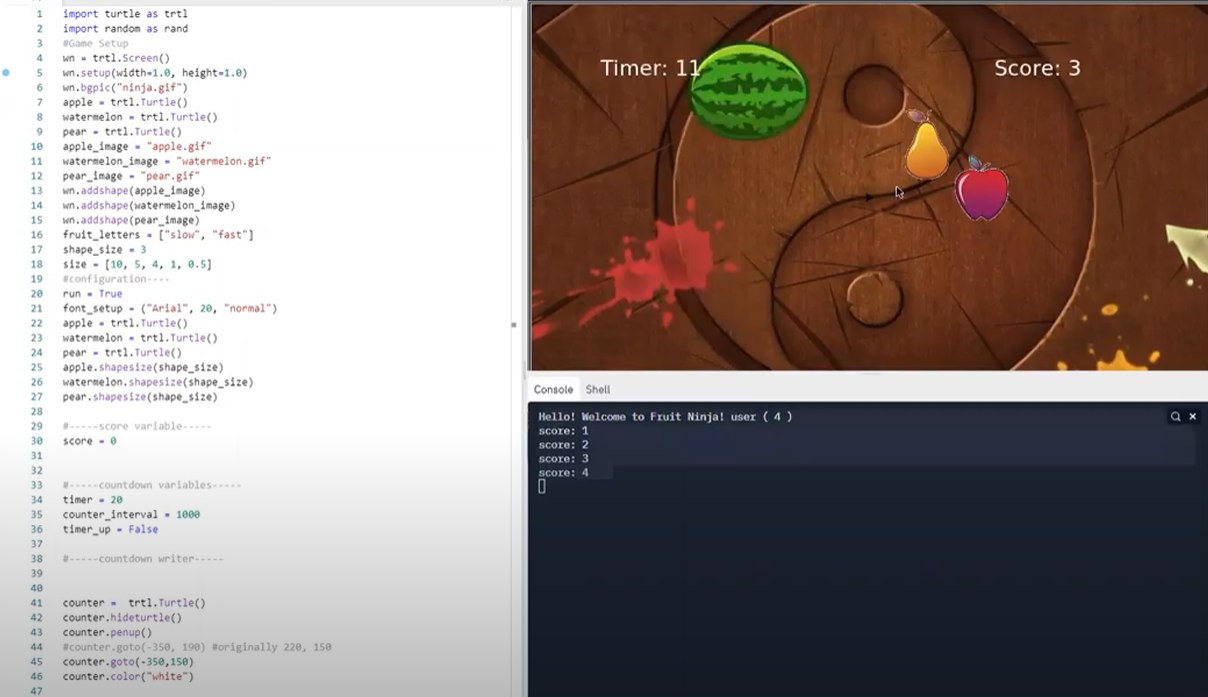 1 import turtle as trtl
2 import random as rand
3 #Game Setup
4 wn = trtl.Screen()
5 wn.setup(width=1.0, height=1.0)
6 wn.bgpic("ninja.gif")
7 apple = trtl.Turtle()
8 watermelon = trtl.Turtle()
9 pear = trtl.Turtle()
10 apple_image = "apple.gif"
11 watermelon_image = "watermelon.gif"
12 pear_image = "pear.gif"
13 wn.addshape(apple_image)
14 wn.addshape(watermelon_image)
15 wn.addshape(pear_image)
16 fruit_letters = ["slow", "fast"]
17 shape_size = 3
18 size = [10, 5, 4, 1, 0.5]
19 #configuration----
20 run = True
21 font_setup = ("Arial", 20, "normal")
22 apple = trtl.Turtle()
23 watermelon = trtl.Turtle()
24 pear = trtl.Turtle()
25 apple.shapesize(shape_size)
26 watermelon.shapesize(shape_size)
27 pear.shapesize(shape_size)
28
29 #-----score variable-----
30 score = 0
31
32
33 #-----countdown variables-----
34 timer = 20
35 counter_interval = 1000
36 timer_up = False
37
38 #-----countdown writer-----
39
40
41 counter =  trtl.Turtle()
42 counter.hideturtle()
43 counter.penup()
44 #counter.goto(-350, 190) #originally 220, 150
45 counter.goto(-350,150)
46 counter.color("white")
47
Timer: 11
Score: 3
Console Shell
Hello! Welcome to Fruit Ninja! user ( 4 )
score: 1
score: 2
score: 3
score: 4